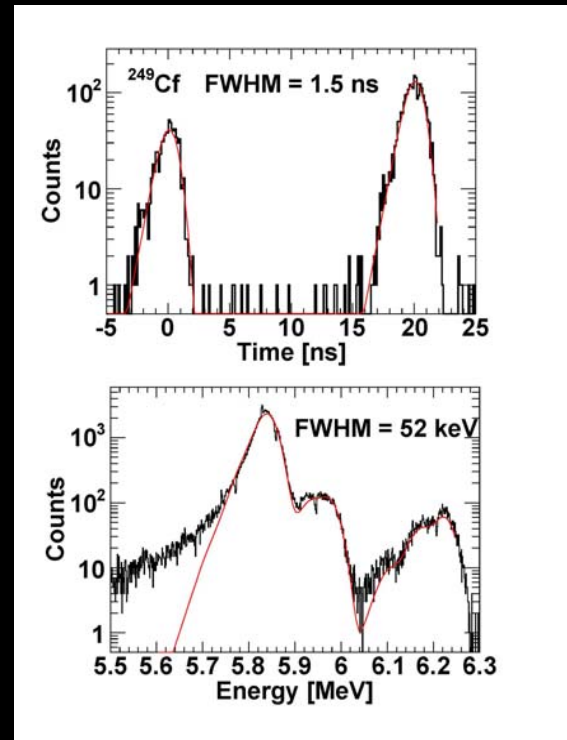 ²⁴⁹Cf FWHM = 1.5 ns
10²
10
1
Counts
-5 0 5 10 15 20 25
Time [ns]
FWHM = 52 keV
10³
10²
10
1
Counts
5.5 5.6 5.7 5.8 5.9 6 6.1 6.2 6.3
Energy [MeV]